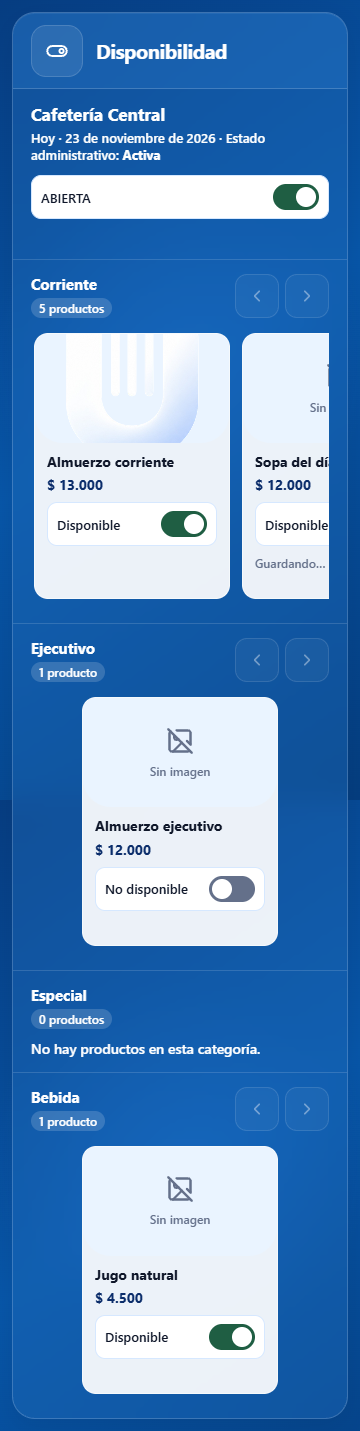 Disponibilidad
Cafetería Central
Hoy · 23 de noviembre de 2026 · Estado
administrativo: Activa
ABIERTA
Corriente
5 productos
Almuerzo corriente
$ 13.000
Disponible
Sin
Sopa del día
$ 12.000
Disponible
Guardando...
Ejecutivo
1 producto
Sin imagen
Almuerzo ejecutivo
$ 12.000
No disponible
Especial
0 productos
No hay productos en esta categoría.
Bebida
1 producto
Sin imagen
Jugo natural
$ 4.500
Disponible